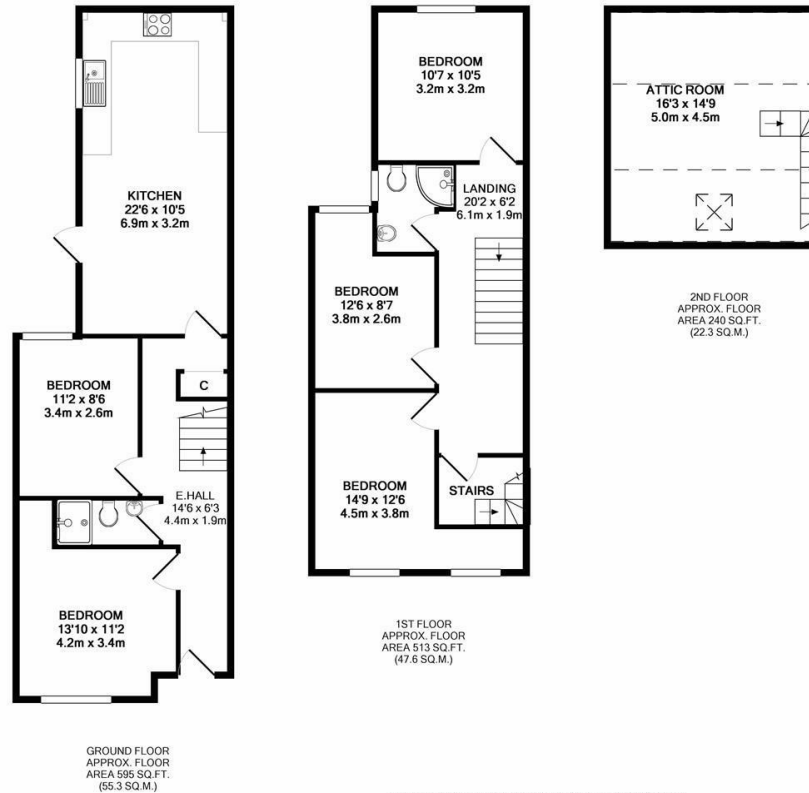 KITCHEN
22'6 x 10'5
6.9m x 3.2m
BEDROOM
11'2 x 8'6
3.4m x 2.6m
C
E.HALL
14'6 x 6'3
4.4m x 1.9m
BEDROOM
13'10 x 11'2
4.2m x 3.4m
GROUND FLOOR
APPROX. FLOOR
AREA 595 SQ.FT.
(55.3 SQ.M.)
BEDROOM
10'7 x 10'5
3.2m x 3.2m
LANDING
20'2 x 6'2
6.1m x 1.9m
BEDROOM
12'6 x 8'7
3.8m x 2.6m
BEDROOM
14'9 x 12'6
4.5m x 3.8m
STAIRS
1ST FLOOR
APPROX. FLOOR
AREA 513 SQ.FT.
(47.6 SQ.M.)
ATTIC ROOM
16'3 x 14'9
5.0m x 4.5m
2ND FLOOR
APPROX. FLOOR
AREA 240 SQ.FT.
(22.3 SQ.M.)